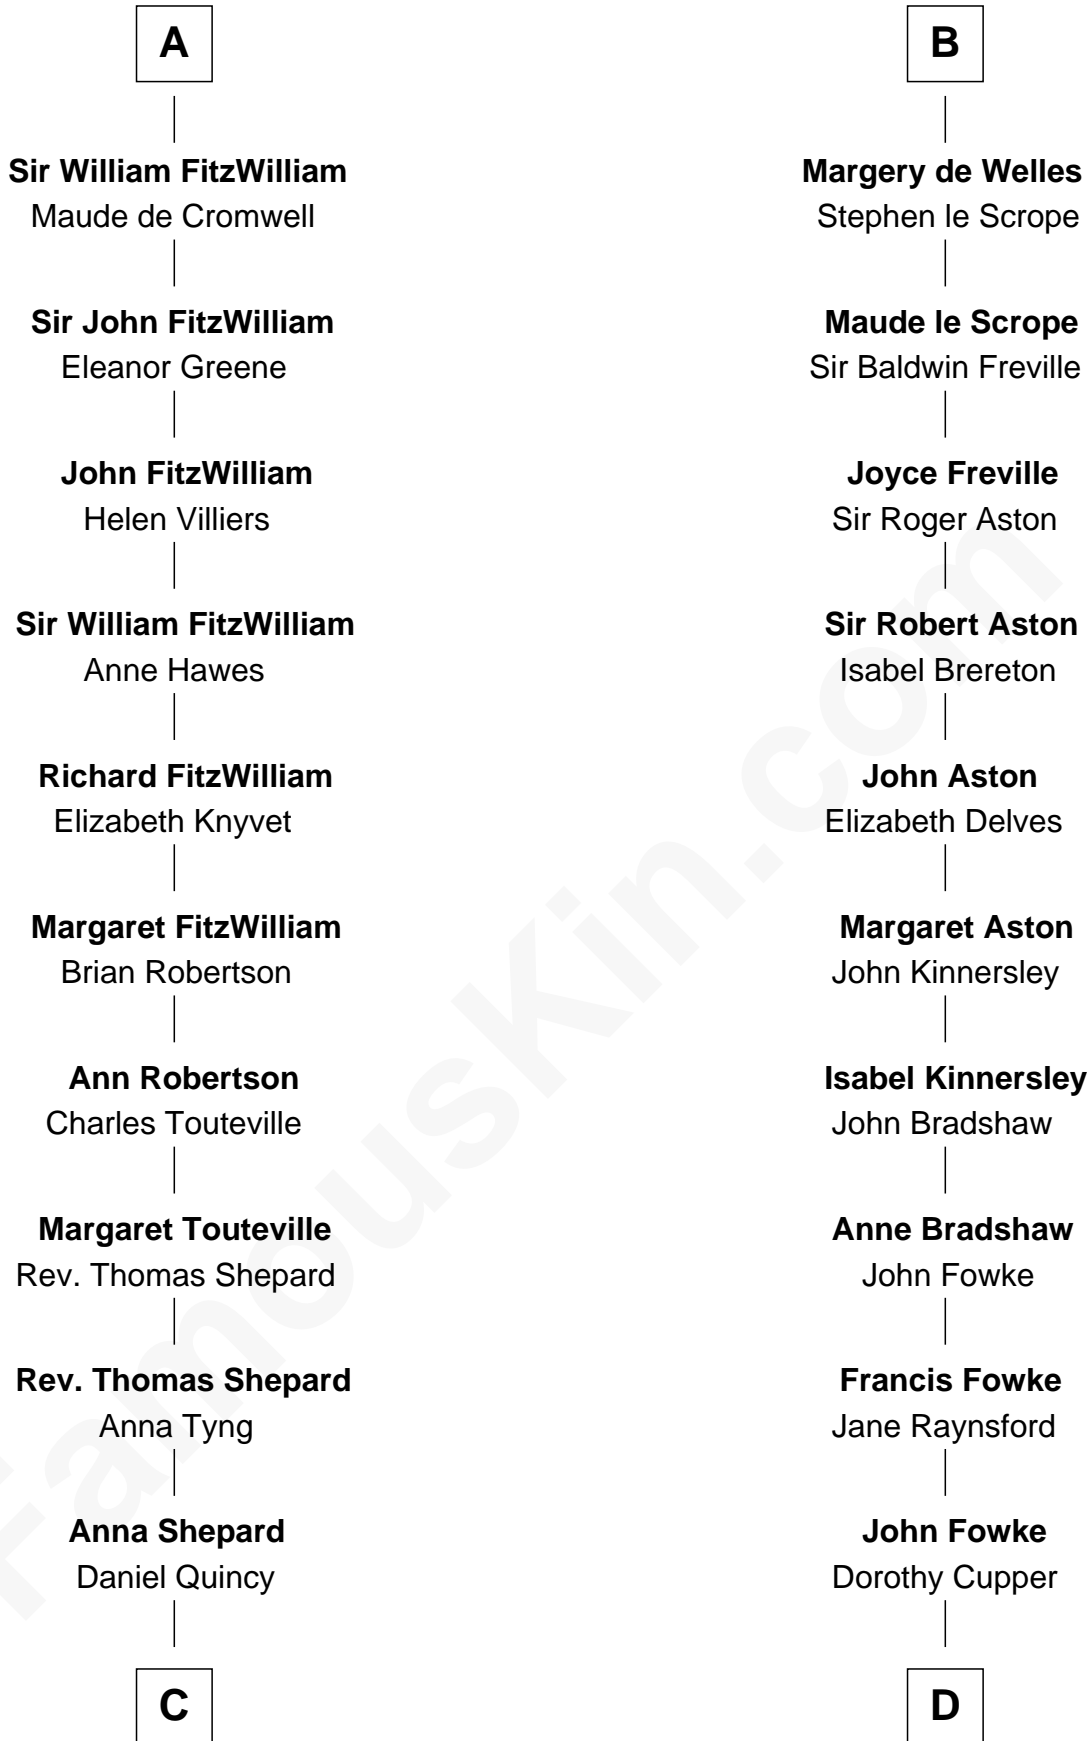 A
Sir William FitzWilliam
Maude de Cromwell
Sir John FitzWilliam
Eleanor Greene
John FitzWilliam
Helen Villiers
Sir William FitzWilliam
Anne Hawes
Richard FitzWilliam
Elizabeth Knyvet
Margaret FitzWilliam
Brian Robertson
Ann Robertson
Charles Touteville
Margaret Touteville
Rev. Thomas Shepard
Rev. Thomas Shepard
Anna Tyng
Anna Shepard
Daniel Quincy
C
B
Margery de Welles
Stephen le Scrope
Maude le Scrope
Sir Baldwin Freville
Joyce Freville
Sir Roger Aston
Sir Robert Aston
Isabel Brereton
John Aston
Elizabeth Delves
Margaret Aston
John Kinnersley
Isabel Kinnersley
John Bradshaw
Anne Bradshaw
John Fowke
Francis Fowke
Jane Raynsford
John Fowke
Dorothy Cupper
D
FamousKin.com